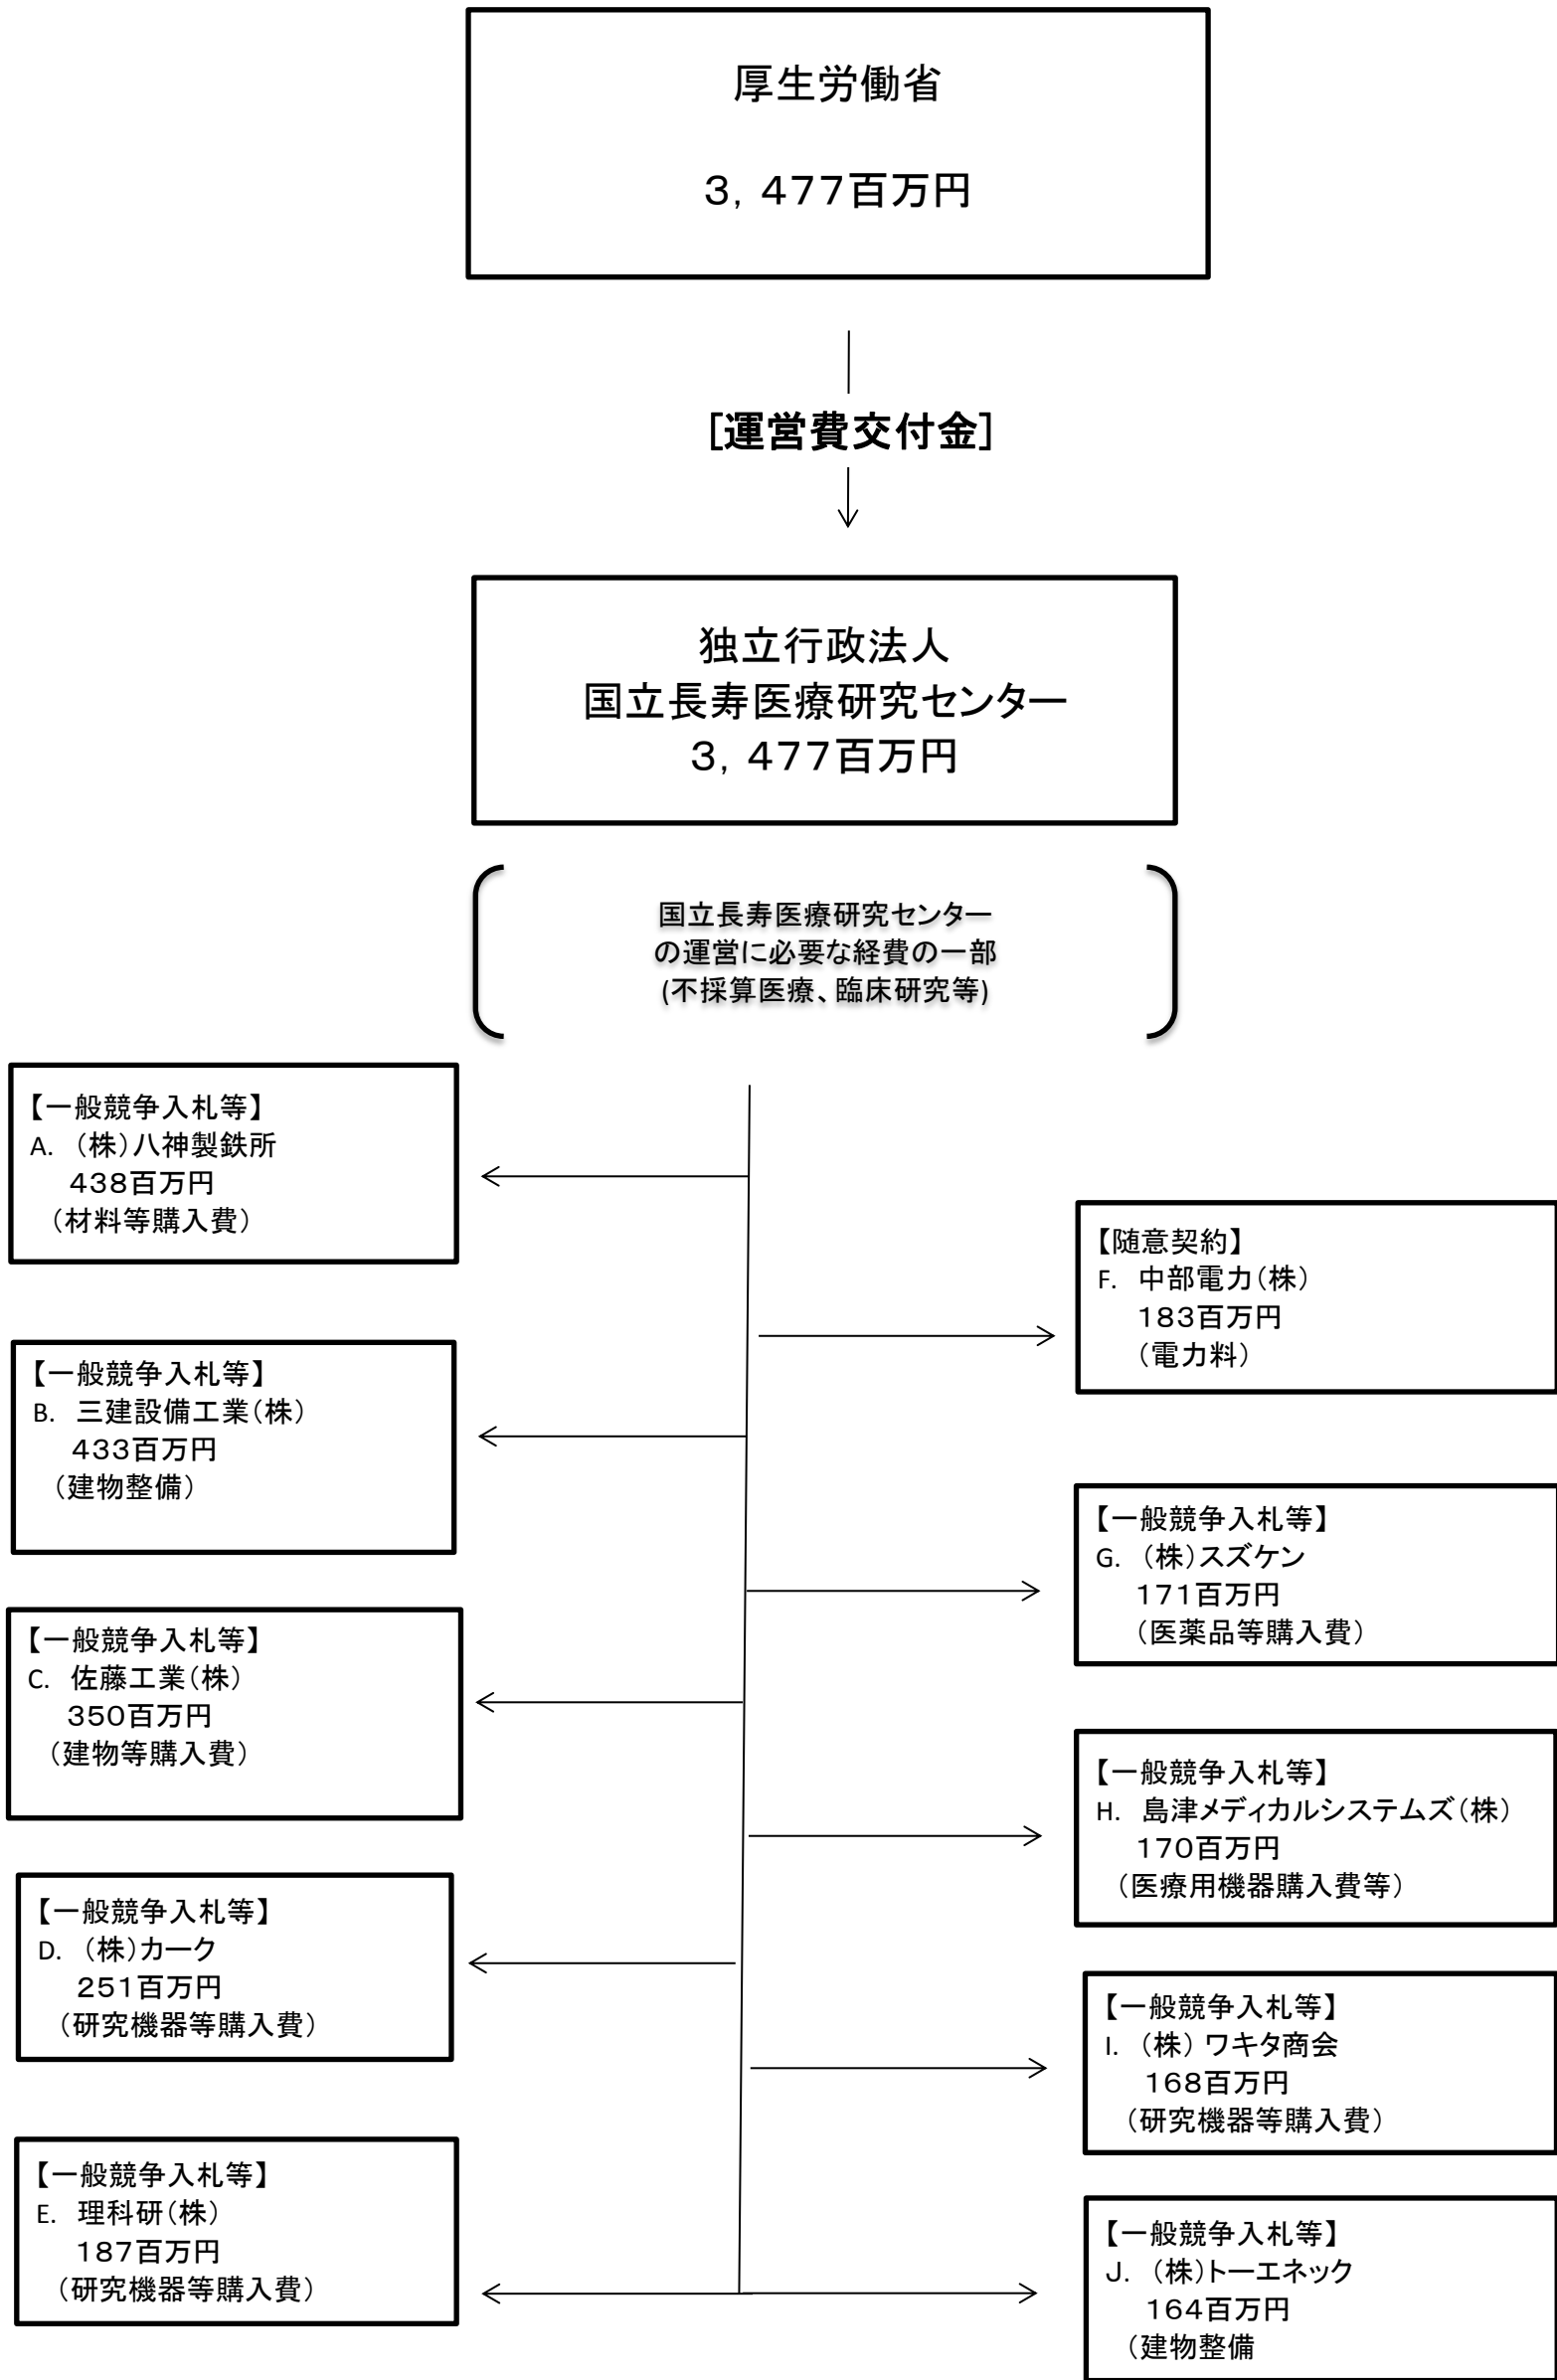 厚生労働省
３，４７７百万円
[運営費交付金]
独立行政法人
国立長寿医療研究センター
３，４７７百万円
国立長寿医療研究センター
の運営に必要な経費の一部
(不採算医療、臨床研究等)
【一般競争入札等】
A. （株）八神製鉄所
438百万円
（材料等購入費）
【一般競争入札等】
B. 三建設備工業（株）
433百万円
（建物整備）
【一般競争入札等】
C. 佐藤工業（株）
350百万円
（建物等購入費）
【一般競争入札等】
D. （株）カーク
251百万円
（研究機器等購入費）
【一般競争入札等】
E. 理科研（株）
187百万円
（研究機器等購入費）
【随意契約】
F. 中部電力（株）
183百万円
（電力料）
【一般競争入札等】
G. （株）スズケン
171百万円
（医薬品等購入費）
【一般競争入札等】
H. 島津メディカルシステムズ（株）
170百万円
（医療用機器購入費等）
【一般競争入札等】
I. （株） ワキタ商会
168百万円
（研究機器等購入費）
【一般競争入札等】
J. （株）トーエネック
164百万円
（建物整備